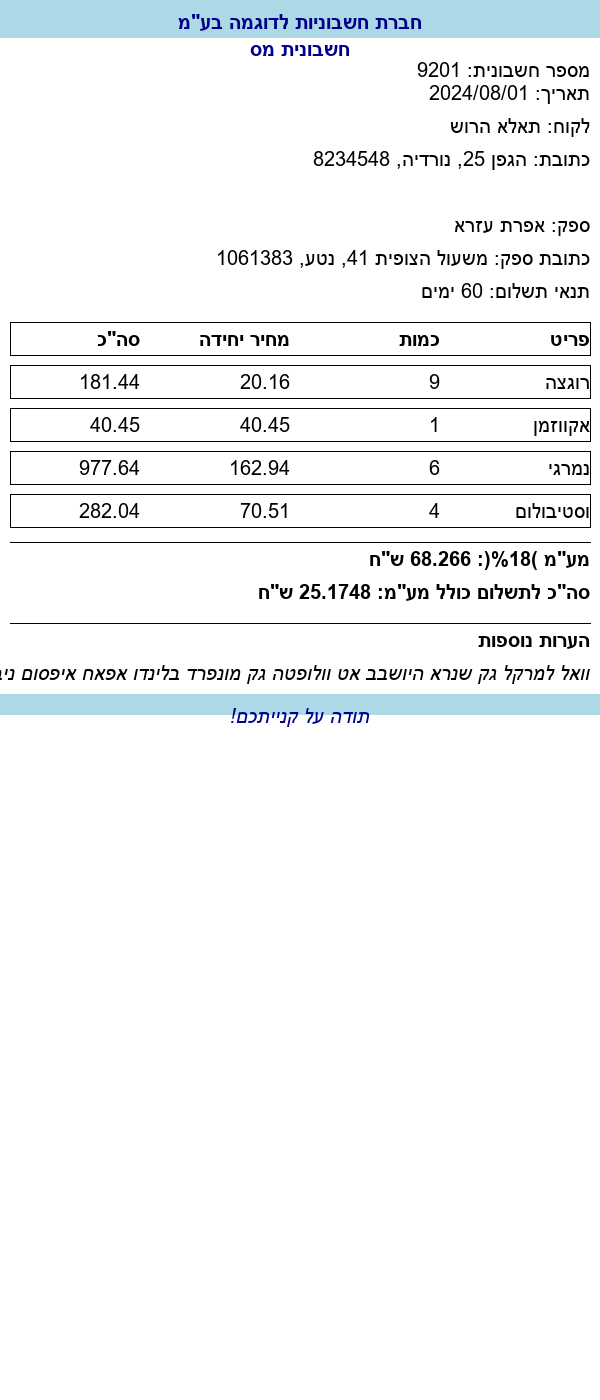 חברת חשבוניות לדוגמה בע"מ
חשבונית מס
מספר חשבונית: 9201
תאריך: 2024/08/01
לקוח: תאלא הרוש
כתובת: הגפן 25, נורדיה, 8234548
ספק: אפרת עזרא
כתובת ספק: משעול הצופית 41, נטע, 1061383
תנאי תשלום: 60 ימים
פריט כמות מחיר יחידה סה"כ
רוגצה 9 20.16 181.44
אקווזמן 1 40.45 40.45
נמרגי 6 162.94 977.64
וסטיבולום 4 70.51 282.04
מע"מ )18%(: 68.266 ש"ח
סה"כ לתשלום כולל מע"מ: 25.1748 ש"ח
הערות נוספות
וואל למרקל גק שנרא היושבב אט וולופטה גק מונפרד בלינדו אפאח איפסום
תודה על קנייתכם!